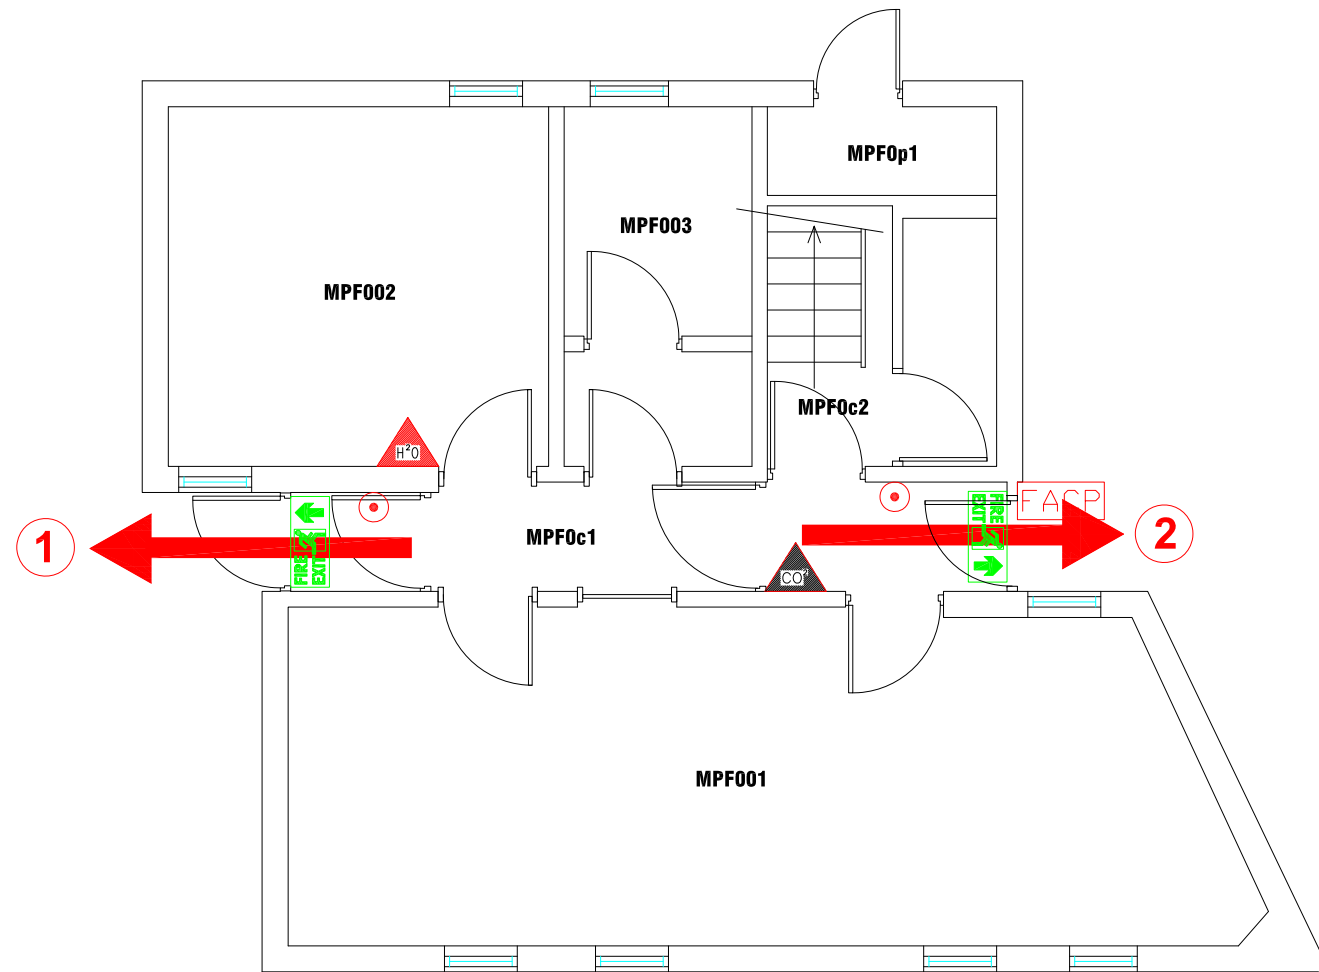 MPF0p1
MPF003
MPF002
MPF0c2
H²O
FACP
FIRE
EXIT
1
MPF0c1
2
CO²
FIRE
EXIT
MPF001